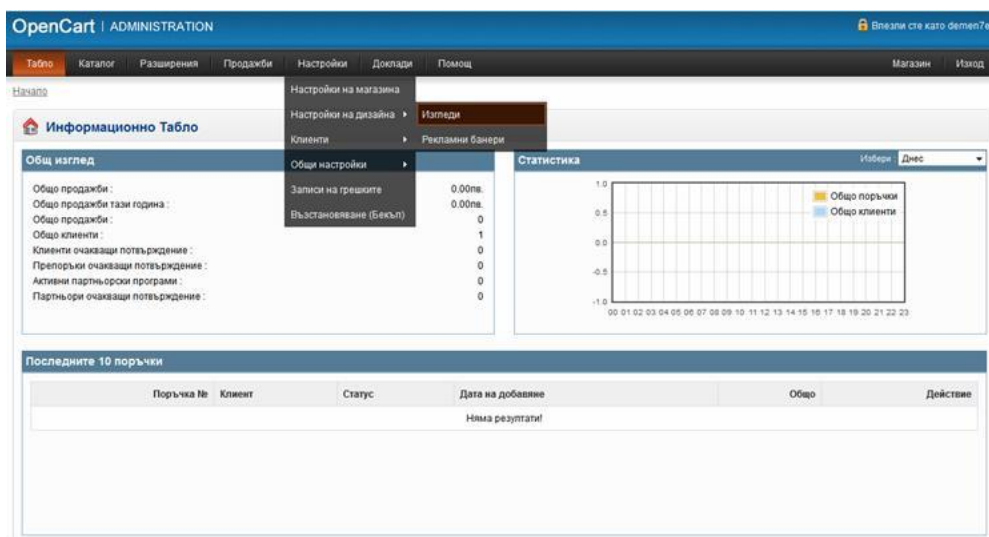 OpenCart | ADMINISTRATION
Влезли сте като demen7e
Табло Каталог Разширения Продажби Настройки Доклади Помощ Магазин Изход
Начало
Настройки на магазина
Настройки на дизайна Изгледи
Клиенти Рекламни банери
Общи настройки
Записи на грешките
Възстановяване (Бекъп)
Информационно Табло
Общ изглед
Общо продажби : 0.00лв.
Общо продажби тази година : 0.00лв.
Общо продажби : 0
Общо клиенти : 1
Клиенти очакващи потвърждение : 0
Препоръки очакващи потвърждение : 0
Активни партньорски програми : 0
Партньори очакващи потвърждение : 0
Статистика Избери : Днес
Общо поръчки
Общо клиенти
1.0
0.5
0.0
-0.5
-1.0
00 01 02 03 04 05 06 07 08 09 10 11 12 13 14 15 16 17 18 19 20 21 22 23
Последните 10 поръчки
Поръчка № Клиент Статус Дата на добавяне Общо Действие
Няма резултати!